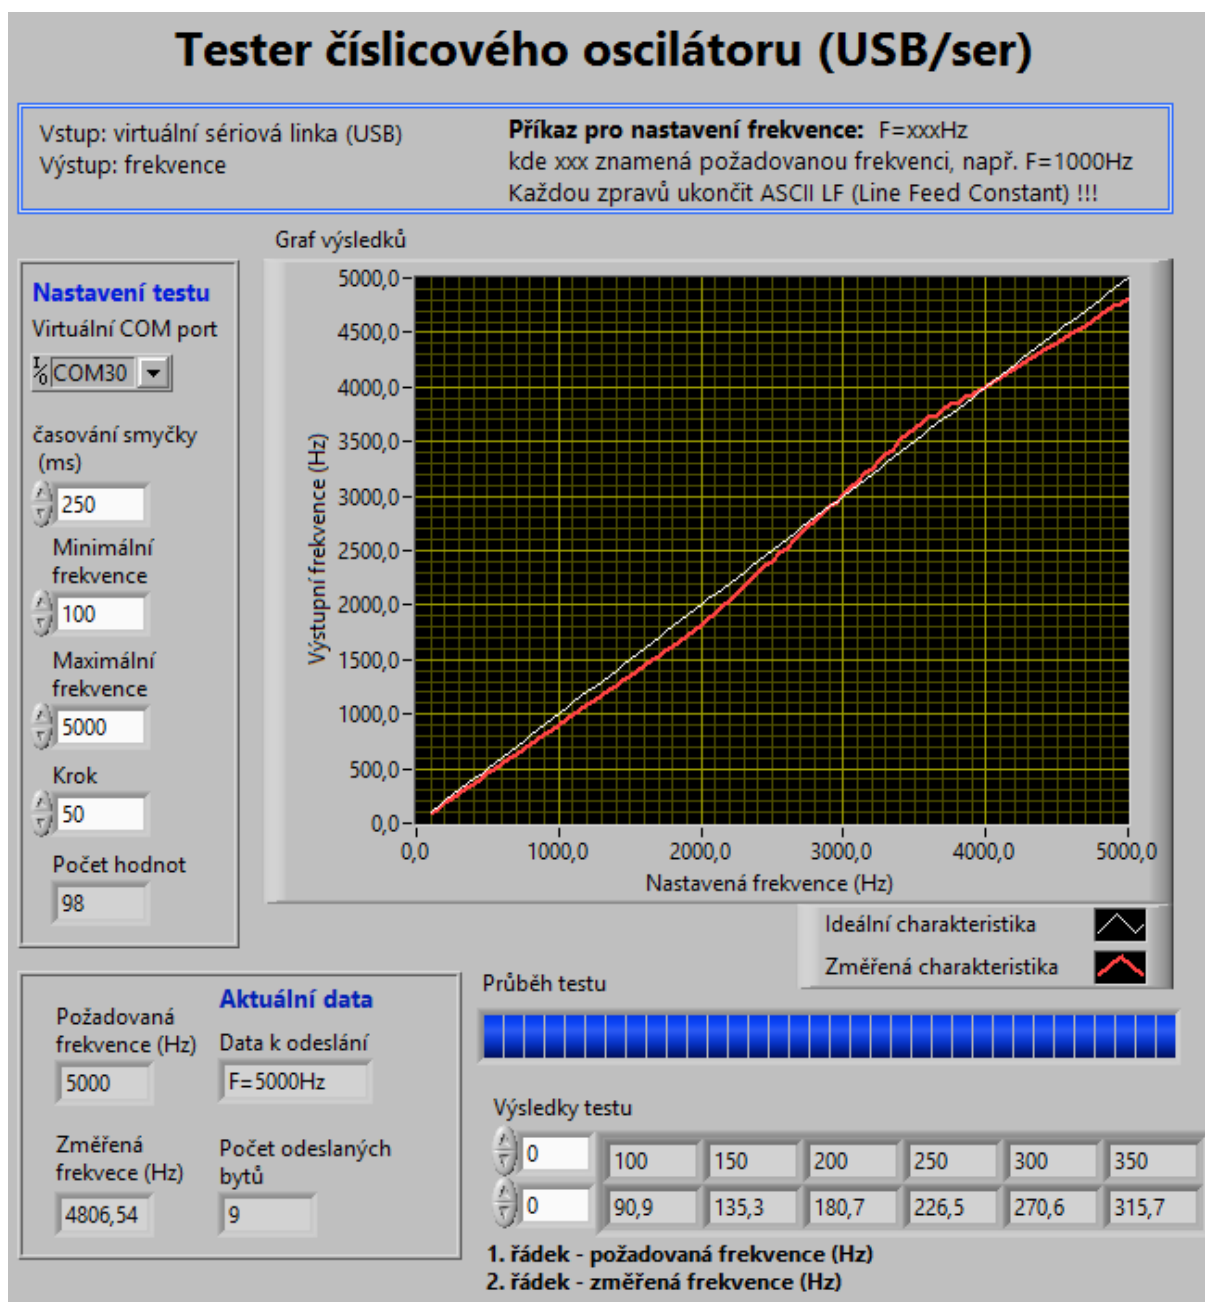 Tester číslicového oscilátoru (USB/ser)
Vstup: virtuální sériová linka (USB)
Výstup: frekvence
Příkaz pro nastavení frekvence: F=xxxHz
kde xxx znamená požadovanou frekvenci, např. F=1000Hz
Každou zpravů ukončit ASCII LF (Line Feed Constant) !!!
Nastavení testu
Virtuální COM port
I/O COM30
časování smyčky
(ms)
250
Minimální
frekvence
100
Maximální
frekvence
5000
Krok
50
Počet hodnot
98
Graf výsledků
Výstupní frekvence (Hz)
5000,0
4500,0
4000,0
3500,0
3000,0
2500,0
2000,0
1500,0
1000,0
500,0
0,0
0,0 1000,0 2000,0 3000,0 4000,0 5000,0
Nastavená frekvence (Hz)
Ideální charakteristika
Změřená charakteristika
Aktuální data
Požadovaná
frekvence (Hz)
5000
Data k odeslání
F=5000Hz
Změřená
frekvece (Hz)
4806,54
Počet odeslaných
bytů
9
Průběh testu
Výsledky testu
0 100 150 200 250 300 350
0 90,9 135,3 180,7 226,5 270,6 315,7
1. řádek - požadovaná frekvence (Hz)
2. řádek - změřená frekvence (Hz)